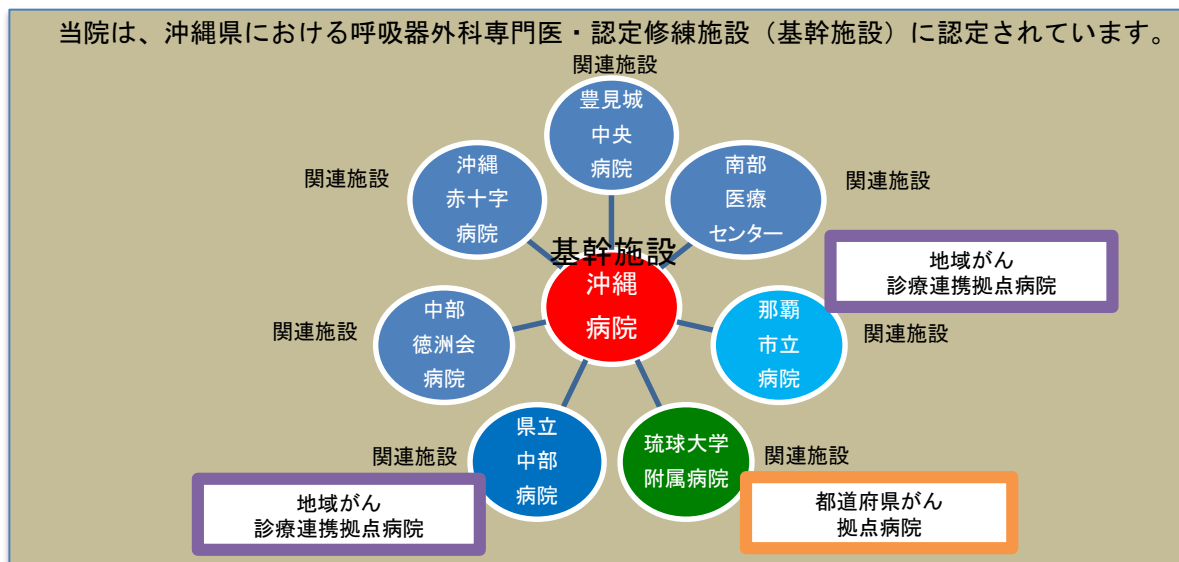 当院は、沖縄県における呼吸器外科専門医・認定修練施設（基幹施設）に認定されています。
関連施設
豊見城
中央
病院
関連施設
沖縄
赤十字
病院
南部
医療
センター
関連施設
基幹施設
沖縄
病院
地域がん
診療連携拠点病院
関連施設
中部
徳洲会
病院
那覇
市立
病院
関連施設
関連施設
県立
中部
病院
地域がん
診療連携拠点病院
琉球大学
附属病院
関連施設
都道府県がん
拠点病院